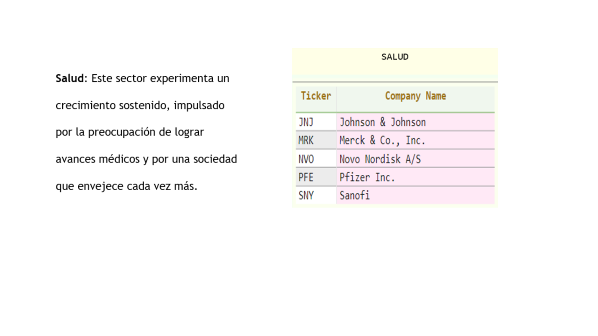 Salud: Este sector experimenta un
crecimiento sostenido, impulsado
por la preocupación de lograr
avances médicos y por una sociedad
que envejece cada vez más.
SALUD
Ticker Company Name
JNJ Johnson & Johnson
MRK Merck & Co., Inc.
NVO Novo Nordisk A/S
PFE Pfizer Inc.
SNY Sanofi